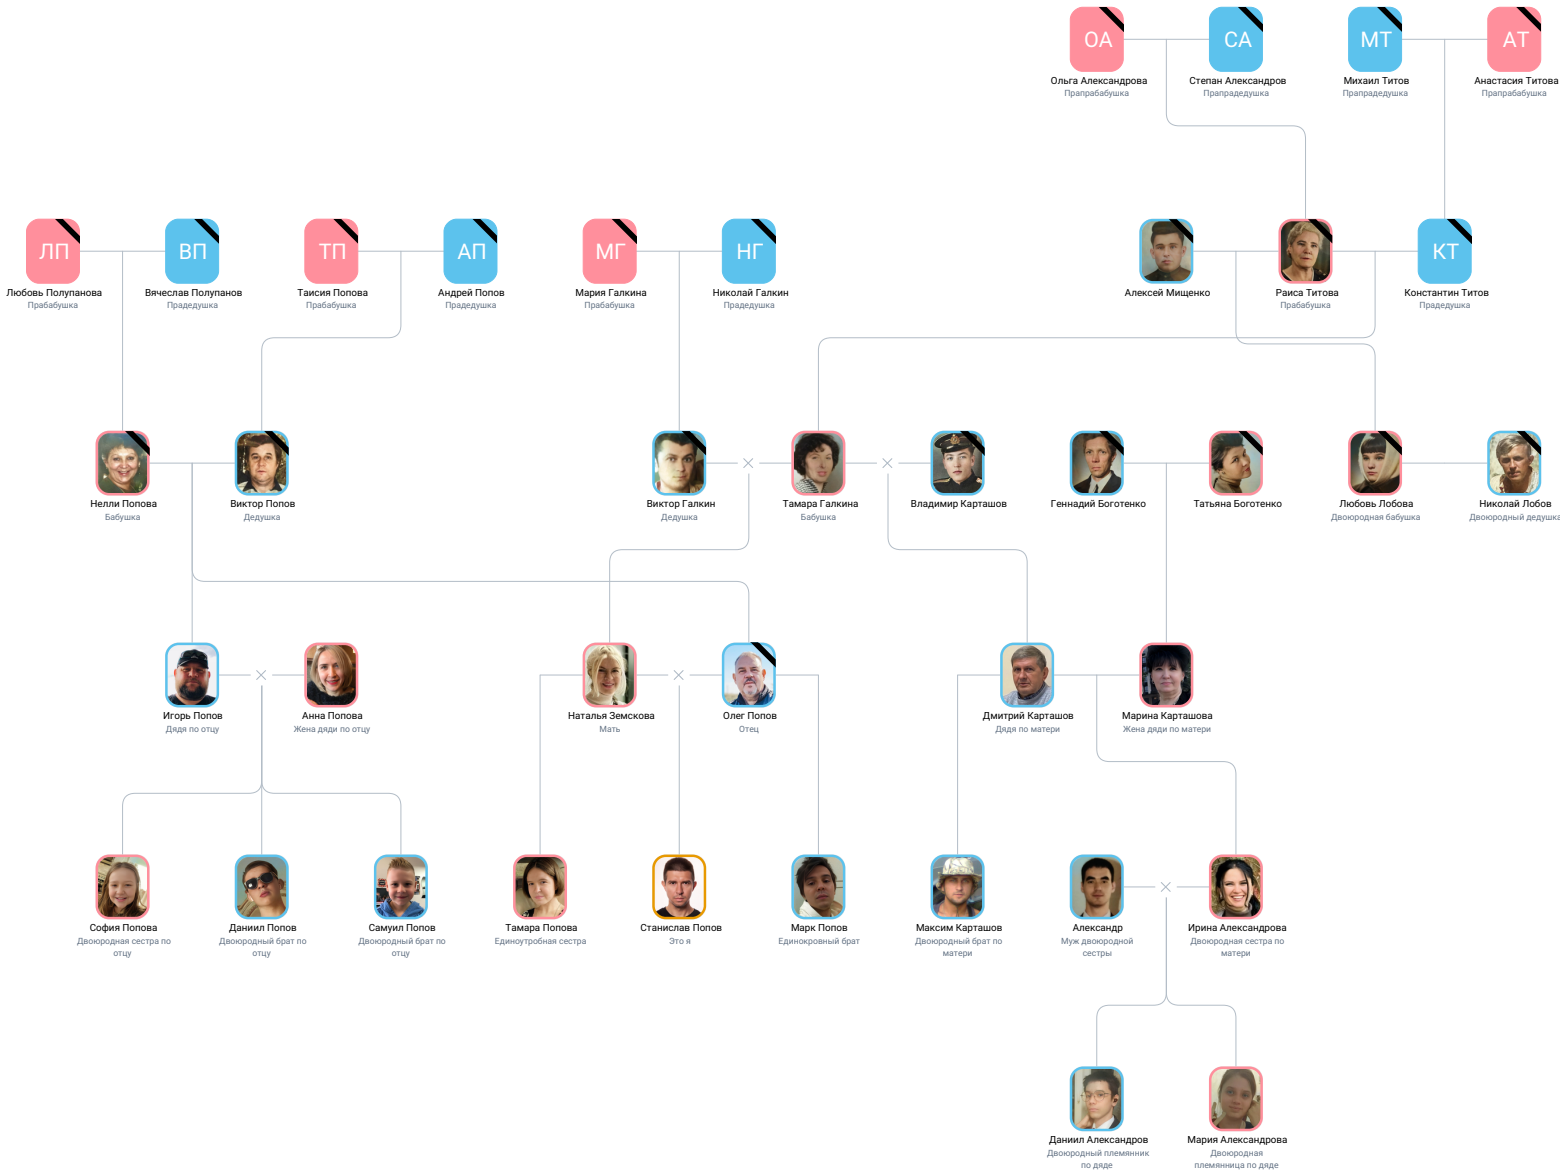 ОА
СА
МТ
АТ
Ольга Александрова
Степан Александров
Михаил Титов
Анастасия Титова
Прапрабабушка
Прапрадедушка
Прапрадедушка
Прапрабабушка
ЛП
ВП
ТП
АП
МГ
НГ
КТ
Любовь Полупанова
Вячеслав Полупанов
Таисия Попова
Андрей Попов
Мария Галкина
Николай Галкин
Алексей Мищенко
Раиса Титова
Константин Титов
Прабабушка
Прадедушка
Прабабушка
Прадедушка
Прабабушка
Прадедушка
Прабабушка
Прадедушка
Нелли Попова
Виктор Попов
Виктор Галкин
Тамара Галкина
Владимир Карташов
Геннадий Боготенко
Татьяна Боготенко
Любовь Лобова
Николай Лобов
Бабушка
Дедушка
Дедушка
Бабушка
Двоюродная бабушка
Двоюродный дедушка
Игорь Попов
Анна Попова
Наталья Земскова
Олег Попов
Дмитрий Карташов
Марина Карташова
Дядя по отцу
Жена дяди по отцу
Мать
Отец
Дядя по матери
Жена дяди по матери
София Попова
Даниил Попов
Самуил Попов
Тамара Попова
Станислав Попов
Марк Попов
Максим Карташов
Александр
Ирина Александрова
Двоюродная сестра по
отцу
Двоюродный брат по
отцу
Двоюродный брат по
отцу
Единоутробная сестра
Это я
Единокровный брат
Двоюродный брат по
матери
Муж двоюродной
сестры
Двоюродная сестра по
матери
Даниил Александров
Мария Александрова
Двоюродный племянник
по дяде
Двоюродная
племянница по дяде